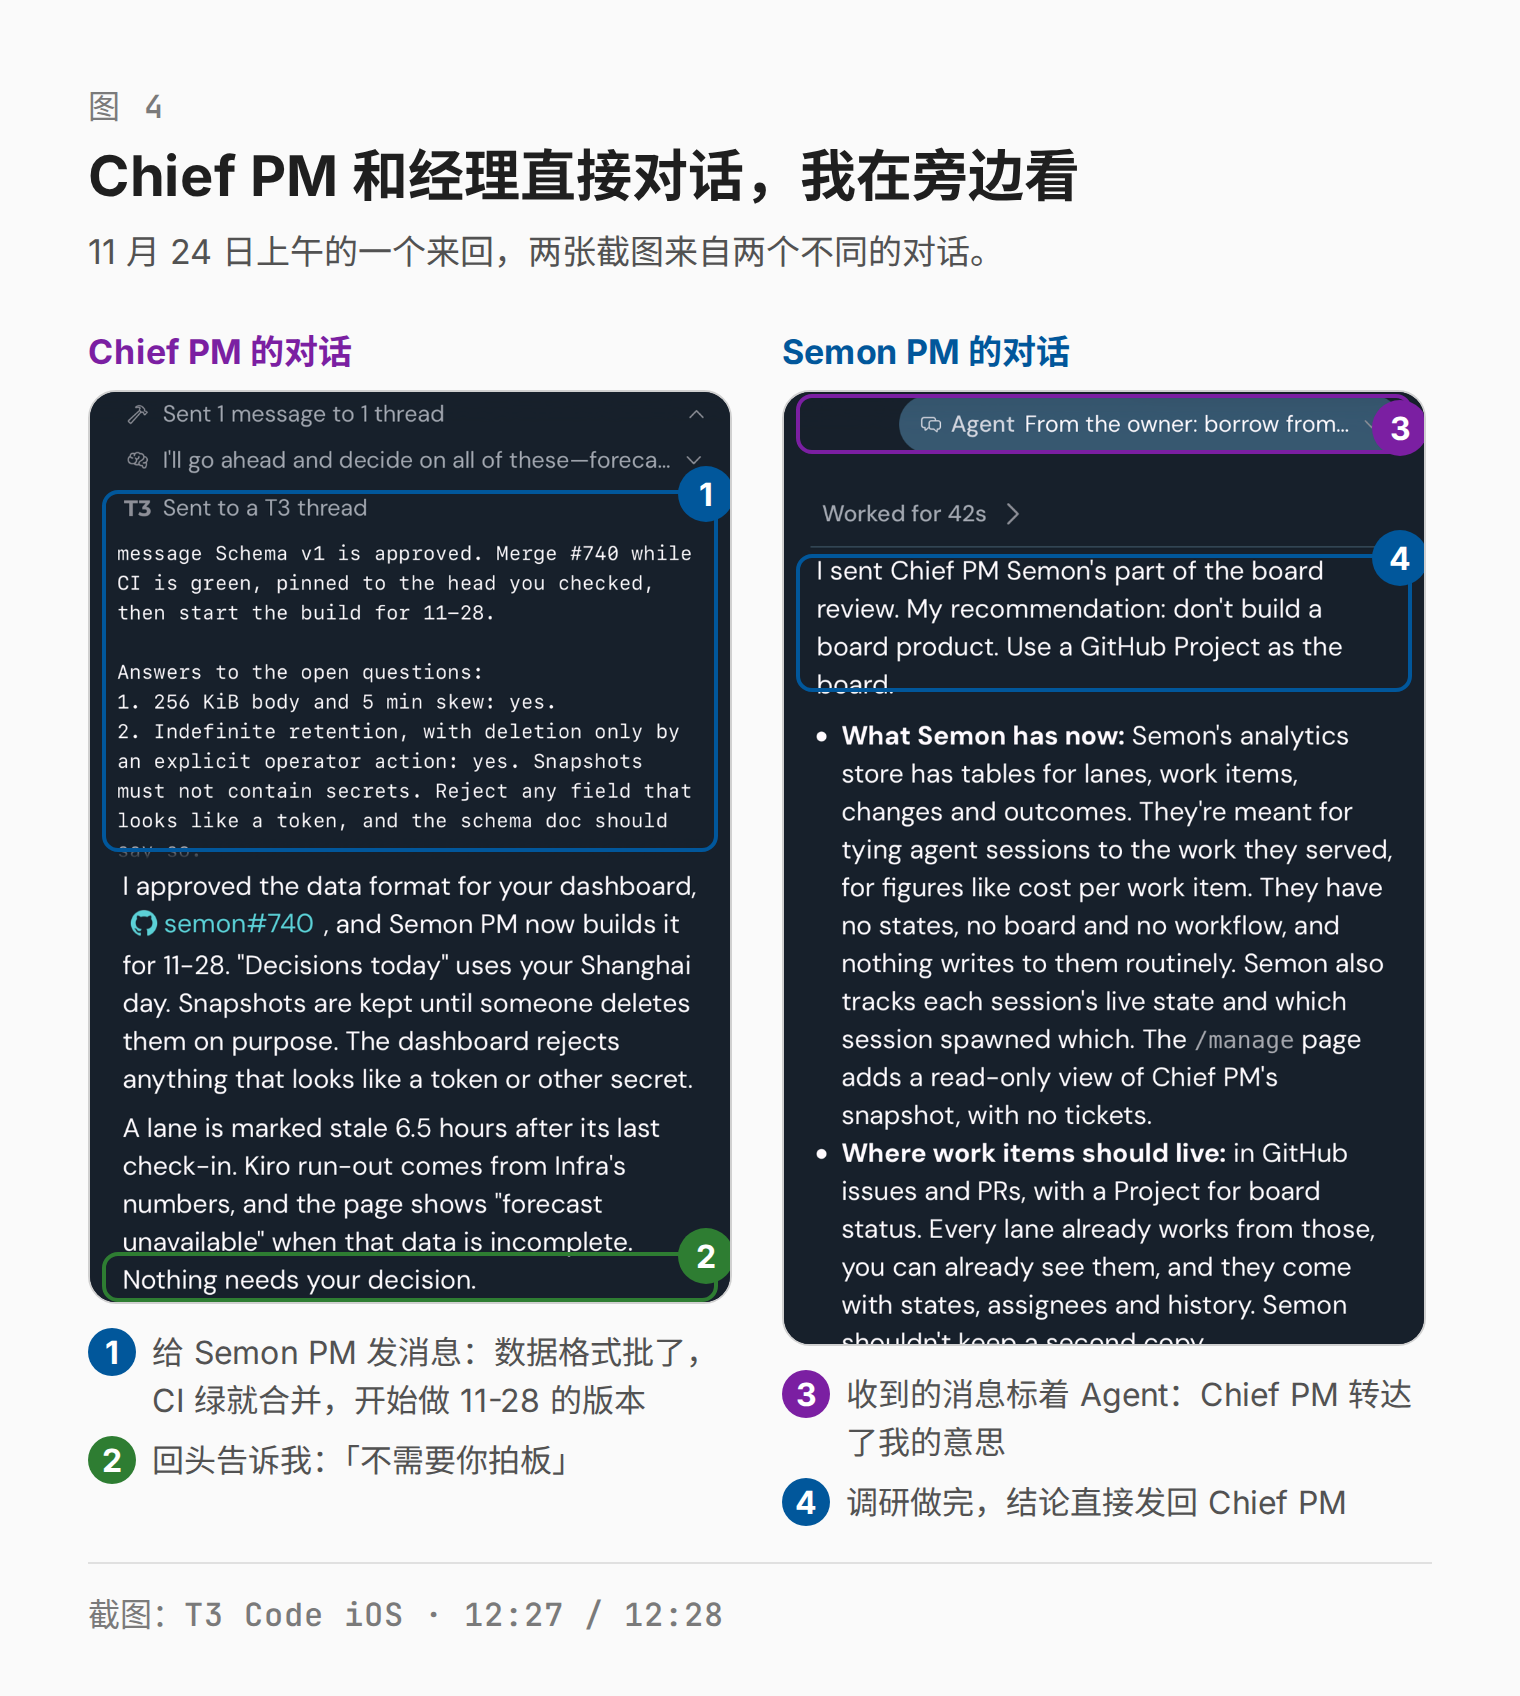 图 4
Chief PM 和经理直接对话，我在旁边看
11 月 24 日上午的一个来回，两张截图来自两个不同的对话。
Chief PM 的对话
Sent 1 message to 1 thread
I'll go ahead and decide on all of these—foreca...
1
T3 Sent to a T3 thread
message Schema v1 is approved. Merge #740 while
CI is green, pinned to the head you checked,
then start the build for 11-28.
Answers to the open questions:
1. 256 KiB body and 5 min skew: yes.
2. Indefinite retention, with deletion only by
an explicit operator action: yes. Snapshots
must not contain secrets. Reject any field that
looks like a token, and the schema doc should
say so.
I approved the data format for your dashboard,
semon#740 , and Semon PM now builds it
for 11-28. "Decisions today" uses your Shanghai
day. Snapshots are kept until someone deletes
them on purpose. The dashboard rejects
anything that looks like a token or other secret.
A lane is marked stale 6.5 hours after its last
check-in. Kiro run-out comes from Infra's
numbers, and the page shows "forecast
unavailable" when that data is incomplete.
2
Nothing needs your decision.
1 给 Semon PM 发消息：数据格式批了，
CI 绿就合并，开始做 11-28 的版本
2 回头告诉我：「不需要你拍板」
Semon PM 的对话
Agent From the owner: borrow from...
3
Worked for 42s
4
I sent Chief PM Semon's part of the board
review. My recommendation: don't build a
board product. Use a GitHub Project as the
board.
• What Semon has now: Semon's analytics
store has tables for lanes, work items,
changes and outcomes. They're meant for
tying agent sessions to the work they served,
for figures like cost per work item. They have
no states, no board and no workflow, and
nothing writes to them routinely. Semon also
tracks each session's live state and which
session spawned which. The /manage page
adds a read-only view of Chief PM's
snapshot, with no tickets.
• Where work items should live: in GitHub
issues and PRs, with a Project for board
status. Every lane already works from those,
you can already see them, and they come
with states, assignees and history. Semon
shouldn't keep a second copy.
3 收到的消息标着 Agent：Chief PM 转达
了我的意思
4 调研做完，结论直接发回 Chief PM
截图：T3 Code iOS · 12:27 / 12:28